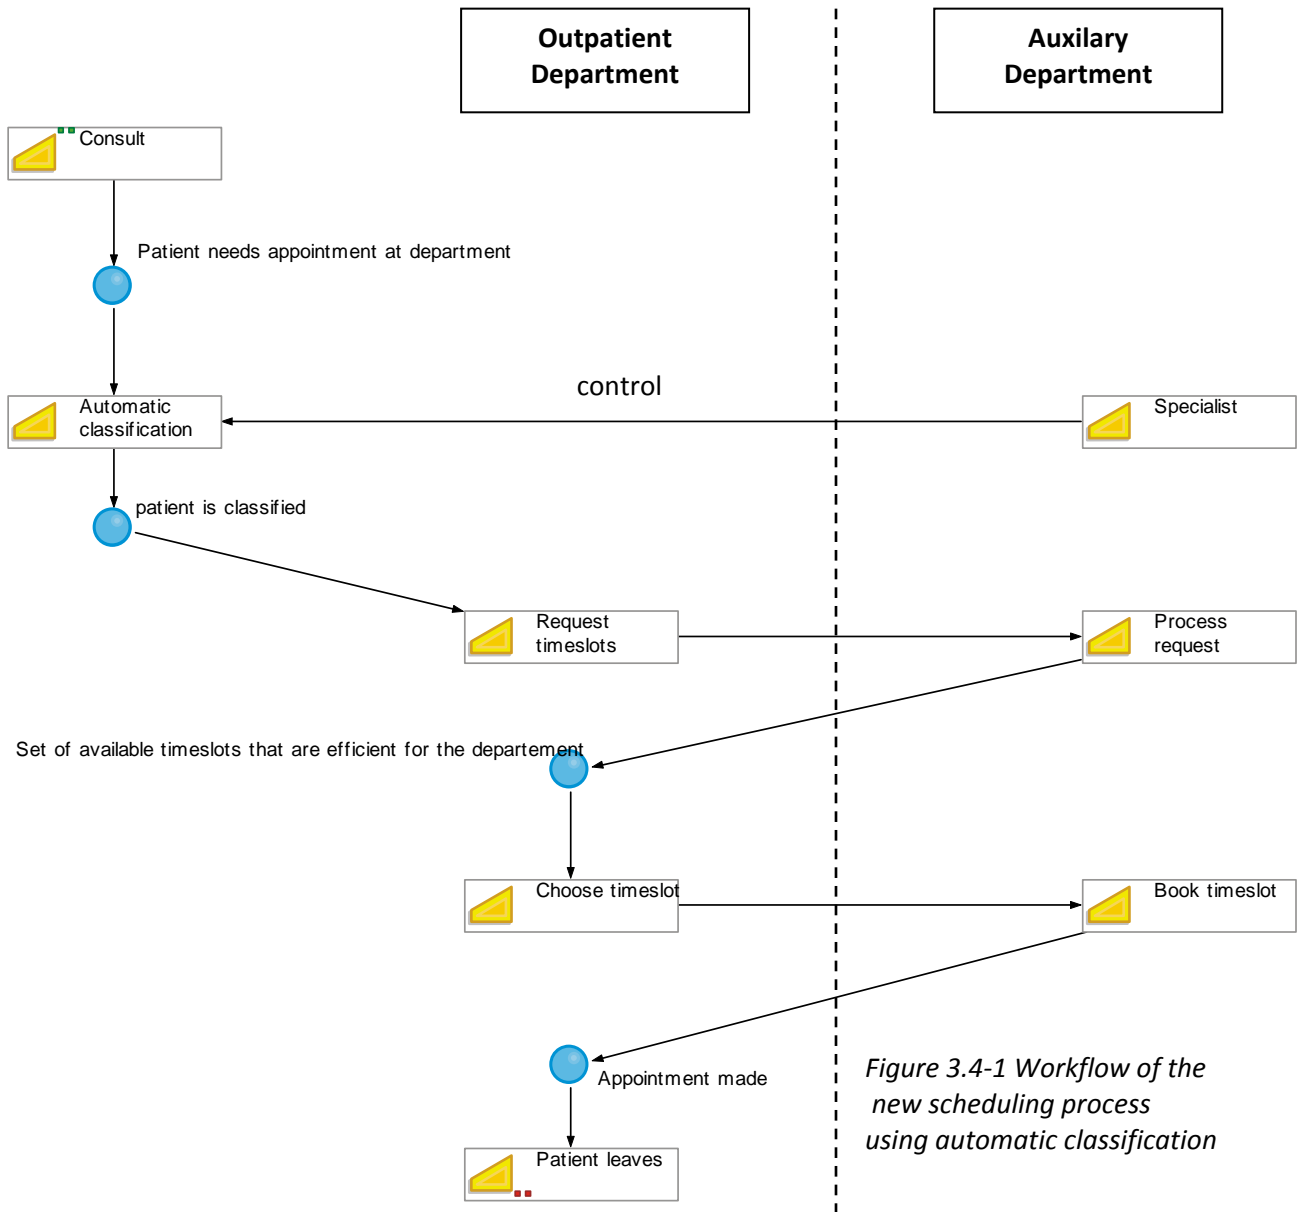 Outpatient
Department
Auxilary
Department
Consult
Patient needs appointment at department
control
Automatic
classification
Specialist
patient is classified
Request
timeslots
Process
request
Set of available timeslots that are efficient for the departement
Choose timeslot
Book timeslot
Appointment made
Figure 3.4-1 Workflow of the
new scheduling process
using automatic classification
Patient leaves